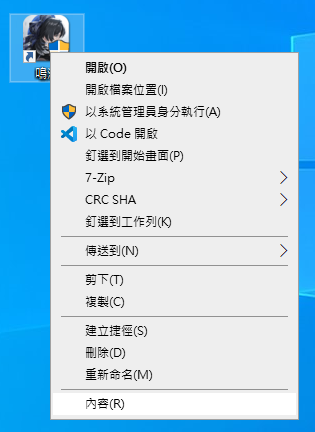 鳴
開啟(O)
開啟檔案位置(I)
以系統管理員身分執行(A)
以 Code 開啟
釘選到開始畫面(P)
7-Zip
CRC SHA
釘選到工作列(K)
傳送到(N)
剪下(T)
複製(C)
建立捷徑(S)
刪除(D)
重新命名(M)
內容(R)